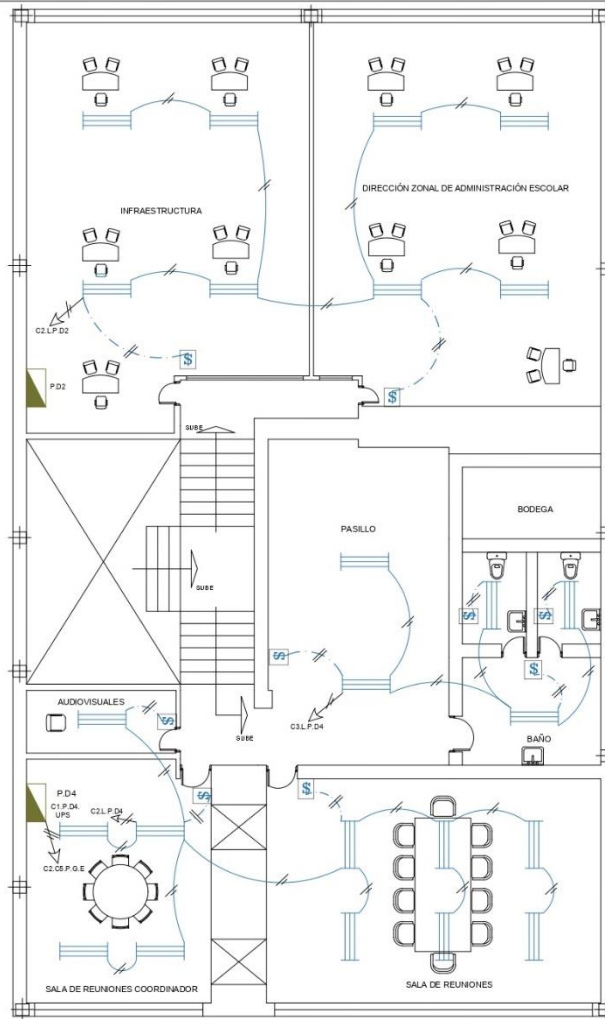 INFRAESTRUCTURA
DIRECCIÓN ZONAL DE ADMINISTRACIÓN ESCOLAR
C2.L.P.D2
$
P.D2
$
SUBE
BODEGA
PASILLO
SUBE
$
$
$
$
AUDIOVISUALES
$
SUBE
C3.L.P.D4
BAÑO
P.D4
C1.P.D4.
UPS
C2.L.P.D4
$
$
C2.C5.P.G.E
SALA DE REUNIONES COORDINADOR
SALA DE REUNIONES